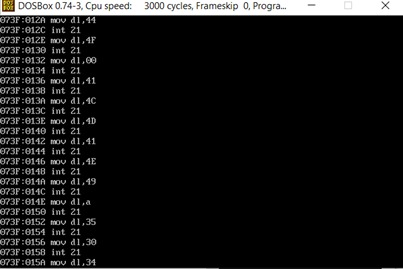 DOSBox 0.74-3, Cpu speed: 3000 cycles, Frameskip 0, Progra...
073F:012A mov dl,44
073F:012C int 21
073F:012E mov dl,4F
073F:0130 int 21
073F:0132 mov dl,00
073F:0134 int 21
073F:0136 mov dl,41
073F:0138 int 21
073F:013A mov dl,4C
073F:013C int 21
073F:013E mov dl,4D
073F:0140 int 21
073F:0142 mov dl,41
073F:0144 int 21
073F:0146 mov dl,4E
073F:0148 int 21
073F:014A mov dl,49
073F:014C int 21
073F:014E mov dl,a
073F:0150 int 21
073F:0152 mov dl,35
073F:0154 int 21
073F:0156 mov dl,30
073F:0158 int 21
073F:015A mov dl,34